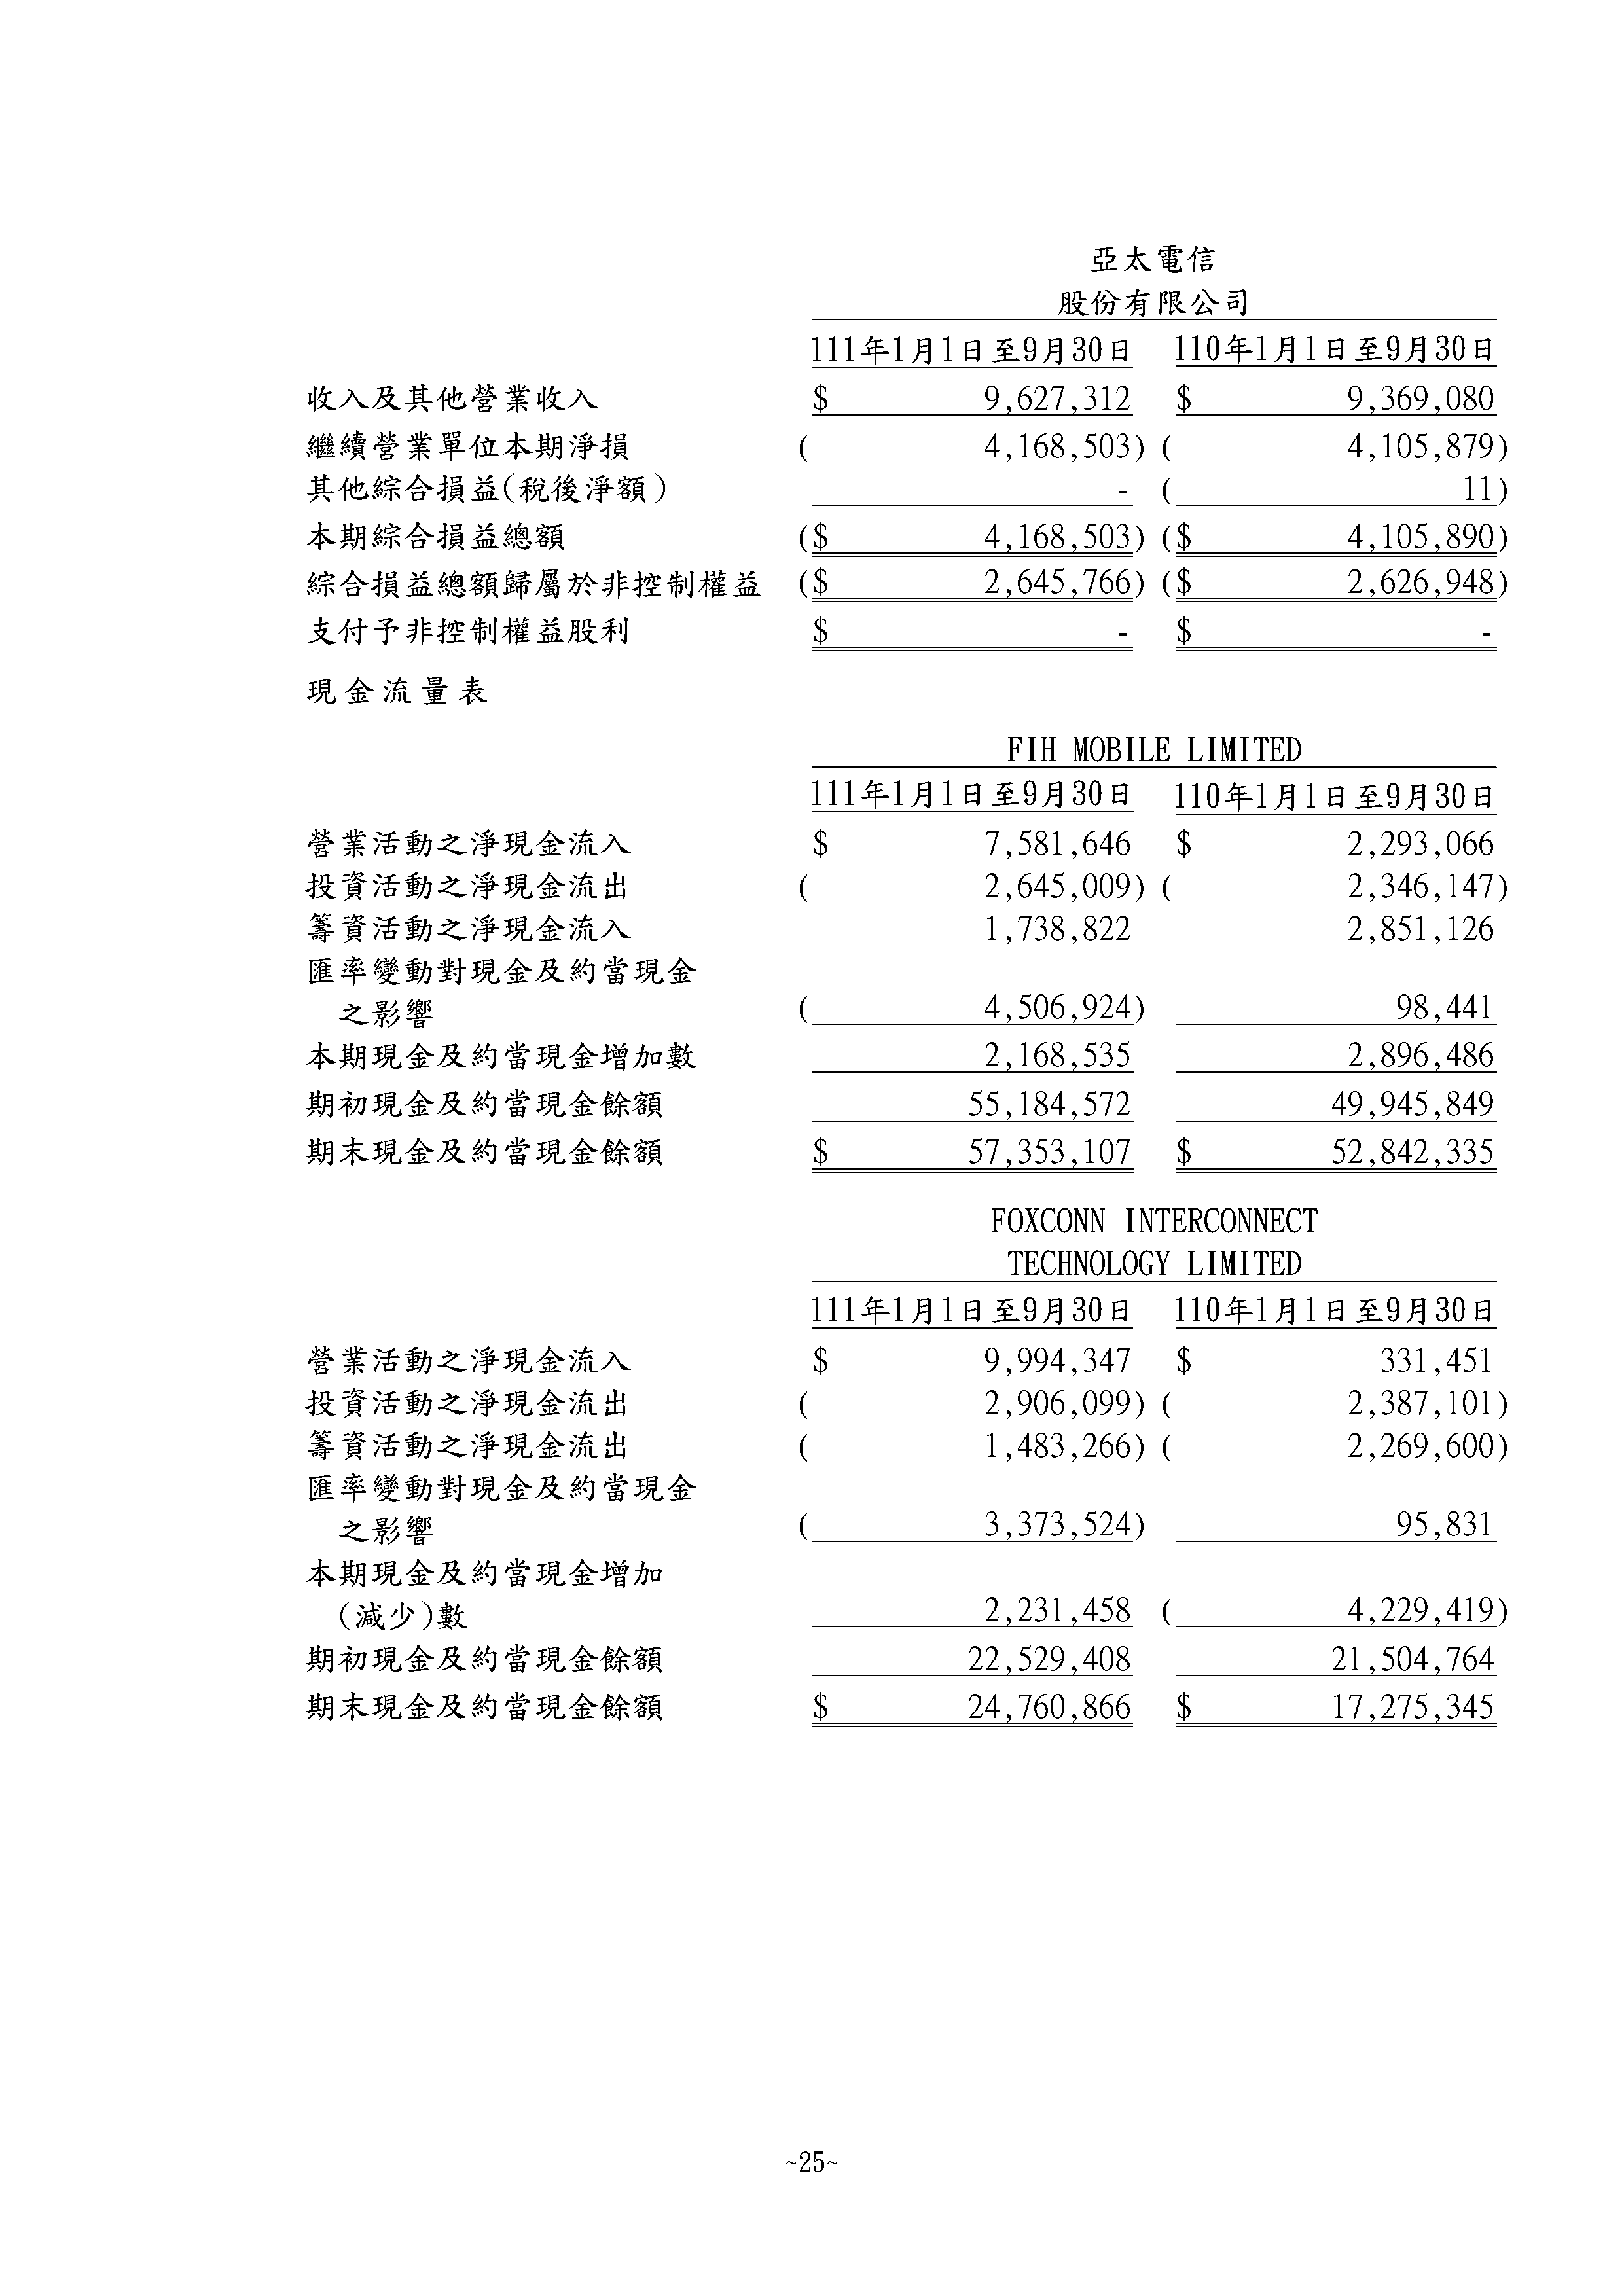 亞太電信
股份有限公司
111年1月1日至9月30日 110年1月1日至9月30日
收入及其他營業收入 $ 9,627,312 $ 9,369,080
繼續營業單位本期淨損 ( 4,168,503) ( 4,105,879)
其他綜合損益(稅後淨額) - ( 11)
本期綜合損益總額 ($ 4,168,503) ($ 4,105,890)
綜合損益總額歸屬於非控制權益 ($ 2,645,766) ($ 2,626,948)
支付予非控制權益股利 $ - $ -
現金流量表
FIH MOBILE LIMITED
111年1月1日至9月30日 110年1月1日至9月30日
營業活動之淨現金流入 $ 7,581,646 $ 2,293,066
投資活動之淨現金流出 ( 2,645,009) ( 2,346,147)
籌資活動之淨現金流入 1,738,822 2,851,126
匯率變動對現金及約當現金
之影響 ( 4,506,924) 98,441
本期現金及約當現金增加數 2,168,535 2,896,486
期初現金及約當現金餘額 55,184,572 49,945,849
期末現金及約當現金餘額 $ 57,353,107 $ 52,842,335
FOXCONN INTERCONNECT
TECHNOLOGY LIMITED
111年1月1日至9月30日 110年1月1日至9月30日
營業活動之淨現金流入 $ 9,994,347 $ 331,451
投資活動之淨現金流出 ( 2,906,099) ( 2,387,101)
籌資活動之淨現金流出 ( 1,483,266) ( 2,269,600)
匯率變動對現金及約當現金
之影響 ( 3,373,524) 95,831
本期現金及約當現金增加
(減少)數 2,231,458 ( 4,229,419)
期初現金及約當現金餘額 22,529,408 21,504,764
期末現金及約當現金餘額 $ 24,760,866 $ 17,275,345
~25~